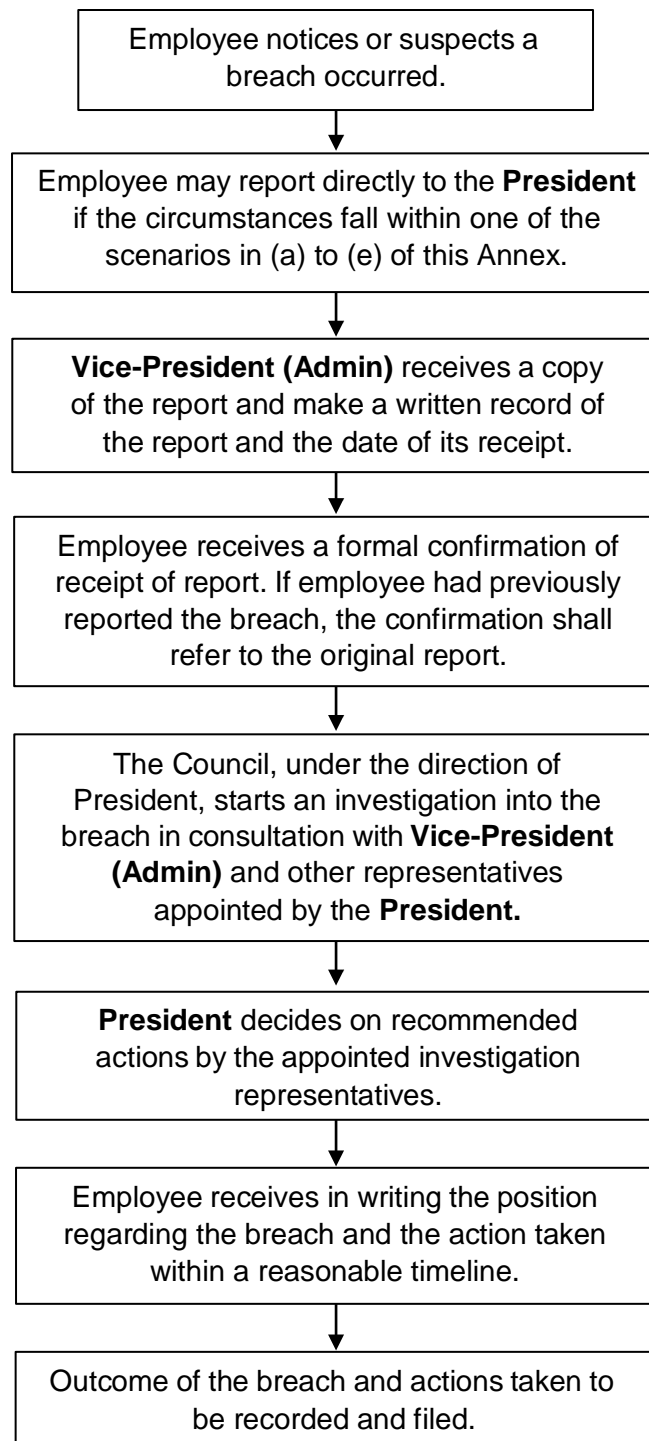 Employee notices or suspects a
breach occurred.
Employee may report directly to the President
if the circumstances fall within one of the
scenarios in (a) to (e) of this Annex.
Vice-President (Admin) receives a copy
of the report and make a written record of
the report and the date of its receipt.
Employee receives a formal confirmation of
receipt of report. If employee had previously
reported the breach, the confirmation shall
refer to the original report.
The Council, under the direction of
President, starts an investigation into the
breach in consultation with Vice-President
(Admin) and other representatives
appointed by the President.
President decides on recommended
actions by the appointed investigation
representatives.
Employee receives in writing the position
regarding the breach and the action taken
within a reasonable timeline.
Outcome of the breach and actions taken to
be recorded and filed.